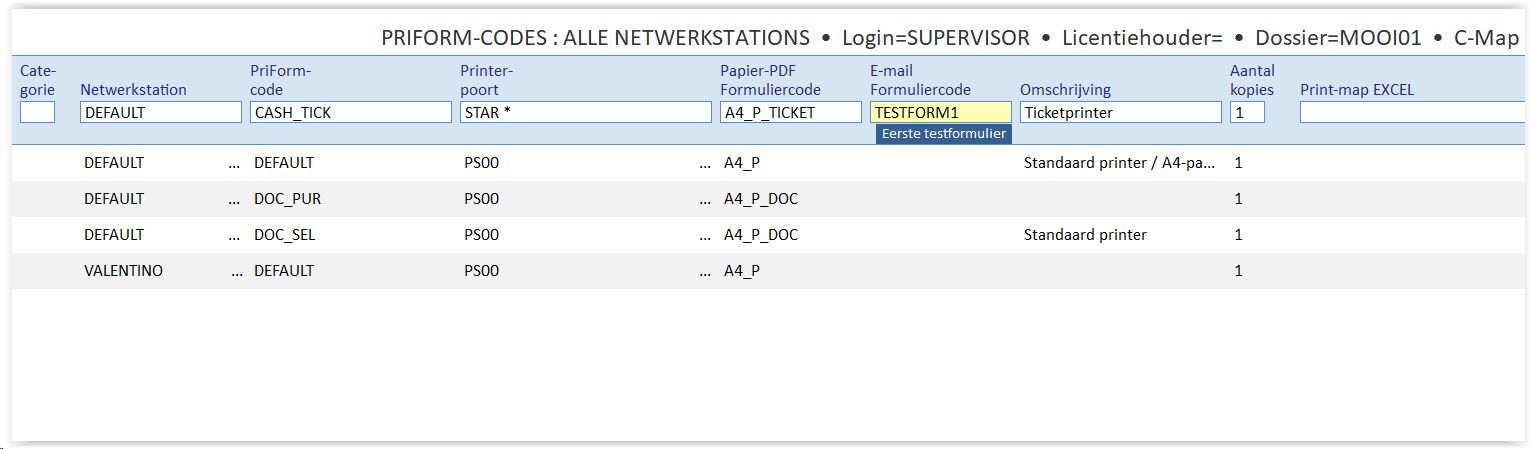 PRIFORM-CODES : ALLE NETWERKSTATIONS • Login=SUPERVISOR • Licentiehouder= • Dossier=MOOI01 • C-Map
Cate-gorie Netwerkstation PriForm-code Printer-poort Papier-PDF Formuliercode E-mail Formuliercode Omschrijving Aantal kopies Print-map EXCEL
DEFAULT CASH_TICK STAR * A4_P_TICKET TESTFORM1 Ticketprinter 1
Eerste testformulier
DEFAULT ... DEFAULT PS00 ... A4_P Standaard printer / A4-pa... 1
DEFAULT ... DOC_PUR PS00 ... A4_P_DOC 1
DEFAULT ... DOC_SEL PS00 ... A4_P_DOC Standaard printer 1
VALENTINO ... DEFAULT PS00 ... A4_P 1